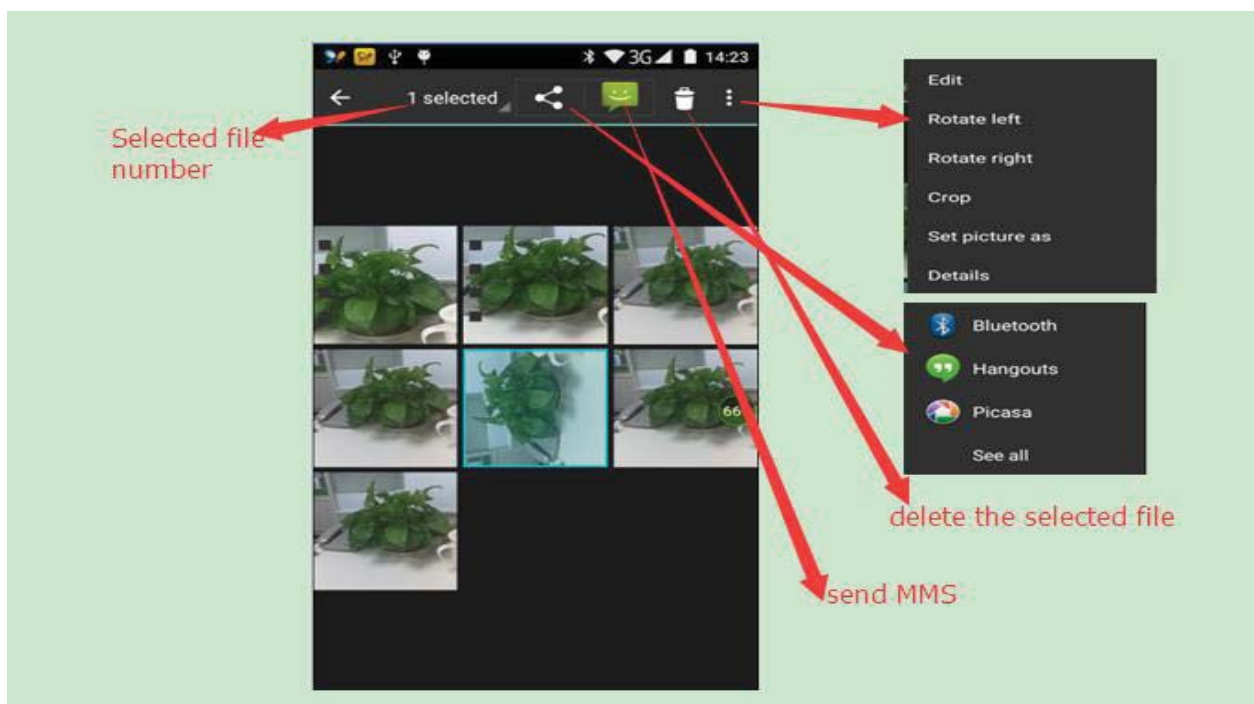 3G 14:23
1 selected
Selected file
number
66
Edit
Rotate left
Rotate right
Crop
Set picture as
Details
Bluetooth
Hangouts
Picasa
See all
delete the selected file
send MMS